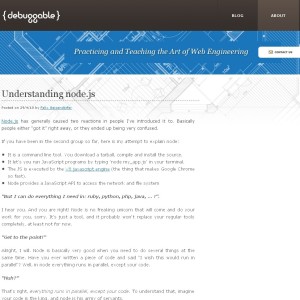 { debuggable }
BLOG
ABOUT
Practicing and Teaching the Art of Web Engineering
CONTACT US
Understanding node.js
Posted on 29/4/10 by Felix Geisendörfer
Node.js has generally caused two reactions in people I've introduced it to. Basically
people either "got it" right away, or they ended up being very confused.
If you have been in the second group so far, here is my attempt to explain node:
It is a command line tool. You download a tarball, compile and install the source.
It let's you run JavaScript programs by typing 'node my_app.js' in your terminal.
The JS is executed by the V8 javascript engine (the thing that makes Google Chrome
so fast).
Node provides a JavaScript API to access the network and file system
"But I can do everything I need in: ruby, python, php, java, ... !".
I hear you. And you are right! Node is no freaking unicorn that will come and do your
work for you, sorry. It's just a tool, and it probably won't replace your regular tools
completely, at least not for now.
"Get to the point!"
Alright, I will. Node is basically very good when you need to do several things at the
same time. Have you ever written a piece of code and said "I wish this would run in
parallel"? Well, in node everything runs in parallel, except your code.
"Huh?"
That's right, everything runs in parallel, except your code. To understand that, imagine
your code is the king, and node is his army of servants.